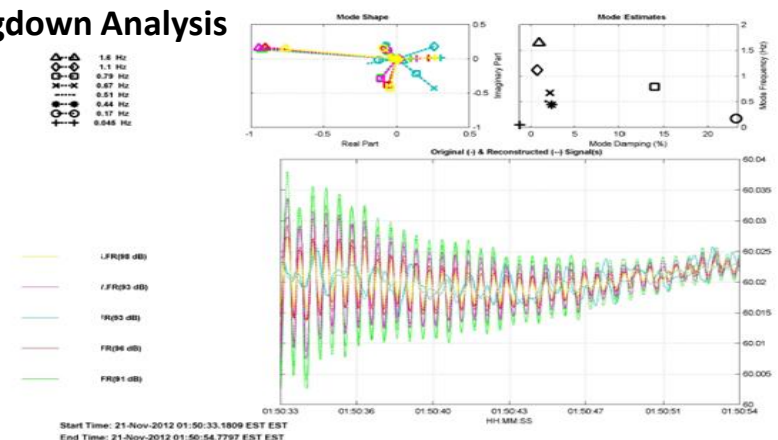 gdown Analysis
1.6 Hz
1.1 Hz
0.79 Hz
0.67 Hz
0.51 Hz
0.44 Hz
0.17 Hz
0.045 Hz
Mode Shape
0.5
0
-0.5
-1
Imaginary Part
-1 -0.5 0 0.5
Real Part
Mode Estimates
2
1.5
1
0.5
0
Mode Frequency (Hz)
0 5 10 15 20
Mode Damping (%)
Original (-) & Reconstructed (--) Signal(s)
60.04
60.035
60.03
60.025
60.02
60.015
60.01
60.005
60
FR(98 dB)
FR(93 dB)
FR(93 dB)
FR(96 dB)
FR(91 dB)
01:50:33 01:50:36 01:50:40 01:50:43 01:50:47 01:50:51 01:50:54
HH:MM:SS
Start Time: 21-Nov-2012 01:50:33.1809 EST EST
End Time: 21-Nov-2012 01:50:54.7797 EST EST